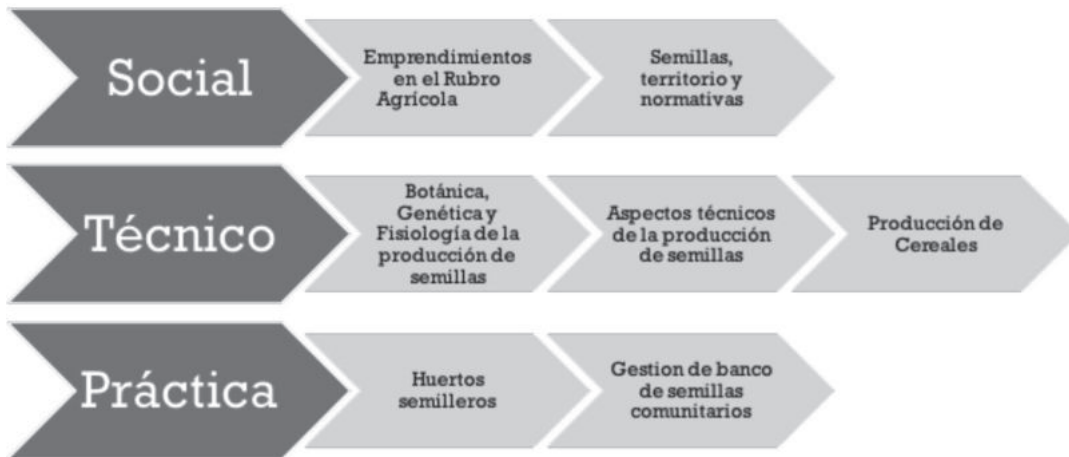 Social
Emprendimientos
en el Rubro
Agrícola
Semillas,
territorio y
normativas
Técnico
Botánica,
Genética y
Fisiología de la
producción de
semillas
Aspectos técnicos
de la producción
de semillas
Producción de
Cereales
Práctica
Huertos
semilleros
Gestion de banco
de semillas
comunitarios